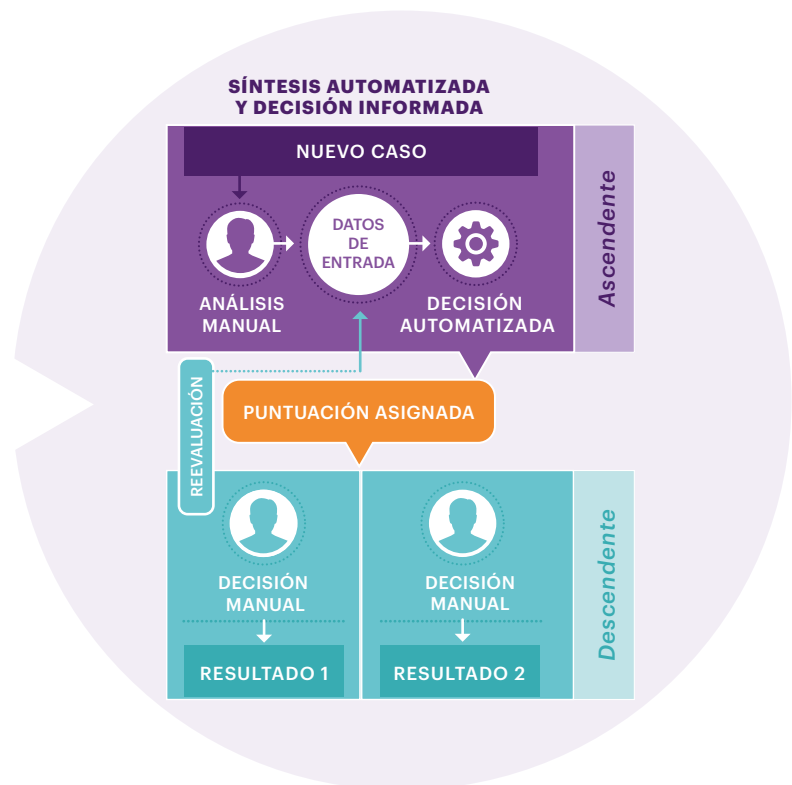 SÍNTESIS AUTOMATIZADA
Y DECISIÓN INFORMADA
NUEVO CASO
Ascendente
DATOS
DE
ENTRADA
ANÁLISIS
MANUAL
DECISIÓN
AUTOMATIZADA
REEVALUACIÓN
PUNTUACIÓN ASIGNADA
Descendente
DECISIÓN
MANUAL
RESULTADO 1
DECISIÓN
MANUAL
RESULTADO 2